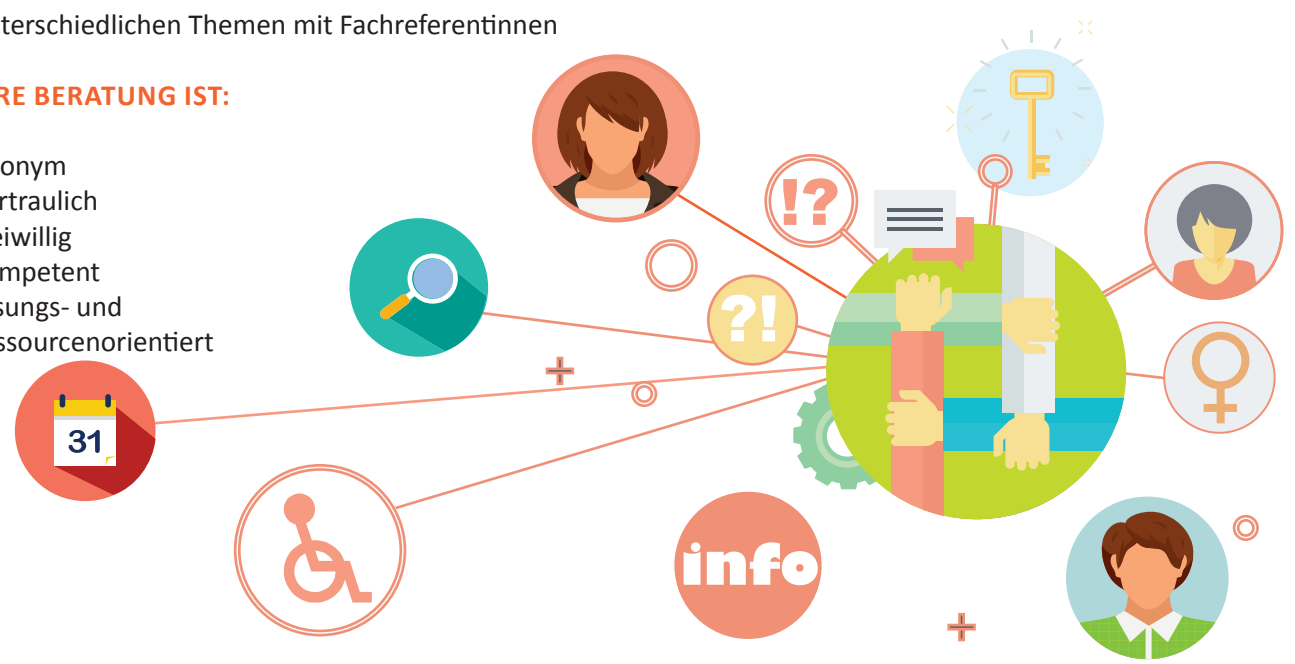 terschiedlichen Themen mit Fachreferentinnen
RE BERATUNG IST:
onym
rtraulich
eiwillig
mpetent
sungs- und
ssourcenorientiert
!?
?!
31
info